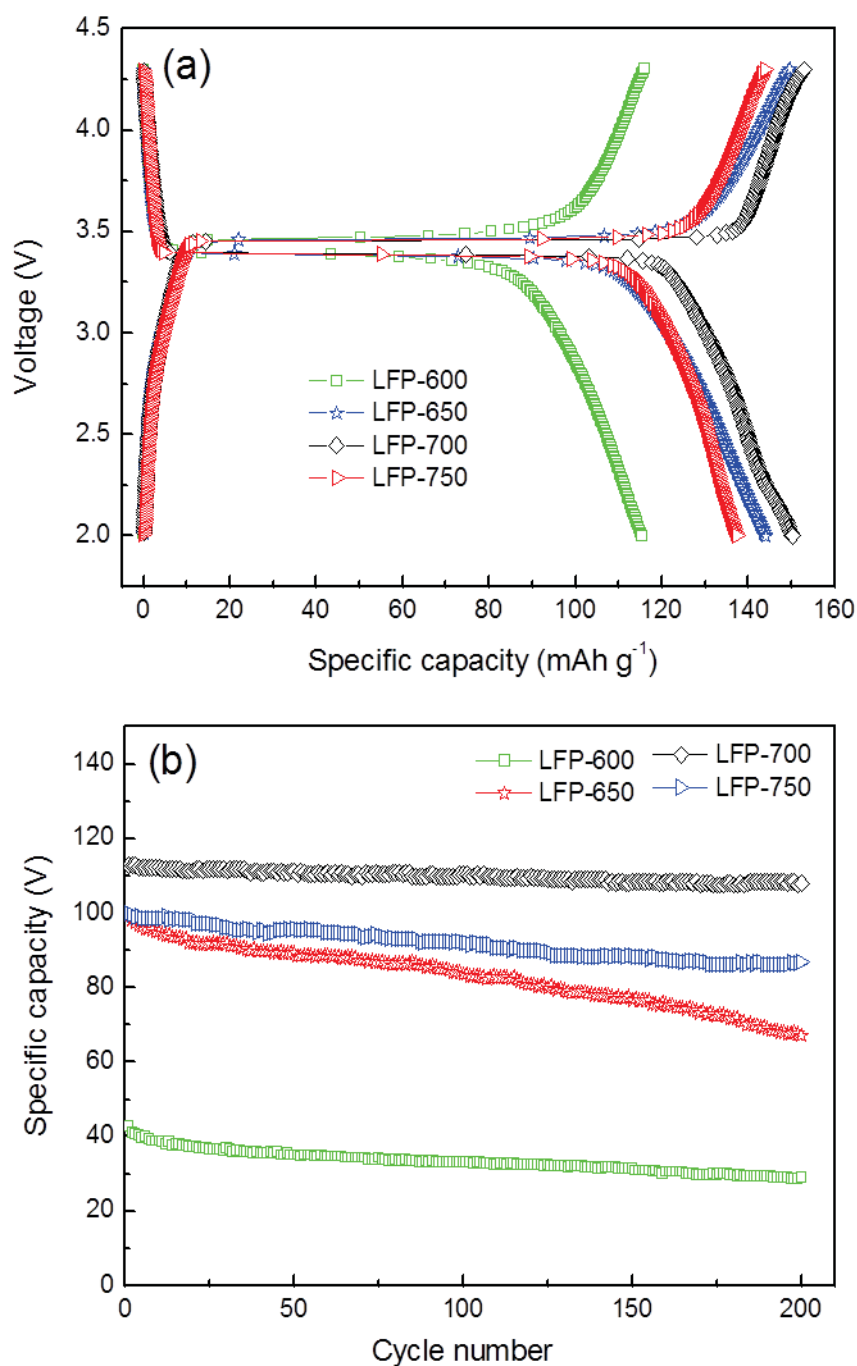 (a)
4.5
4.0
3.5
3.0
2.5
2.0
Voltage (V)
LFP-600
LFP-650
LFP-700
LFP-750
0 20 40 60 80 100 120 140 160
Specific capacity (mAh g⁻¹)
(b)
LFP-600 LFP-700
LFP-650 LFP-750
140
120
100
80
60
40
20
0
Specific capacity (V)
0 50 100 150 200
Cycle number